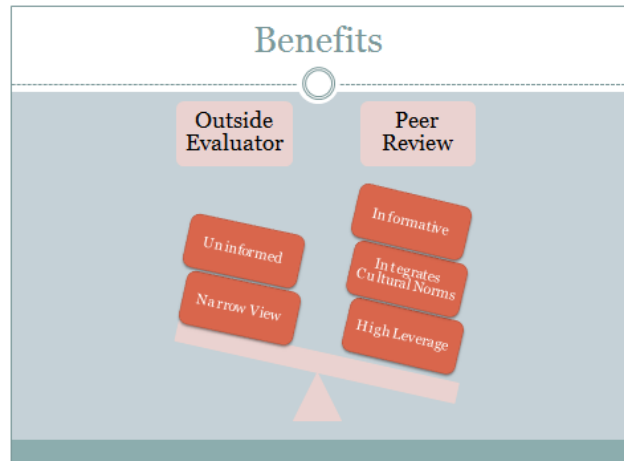 Benefits
Outside
Evaluator
Peer
Review
Uninformed
Narrow View
Informative
Integrates
Cultural Norms
High Leverage